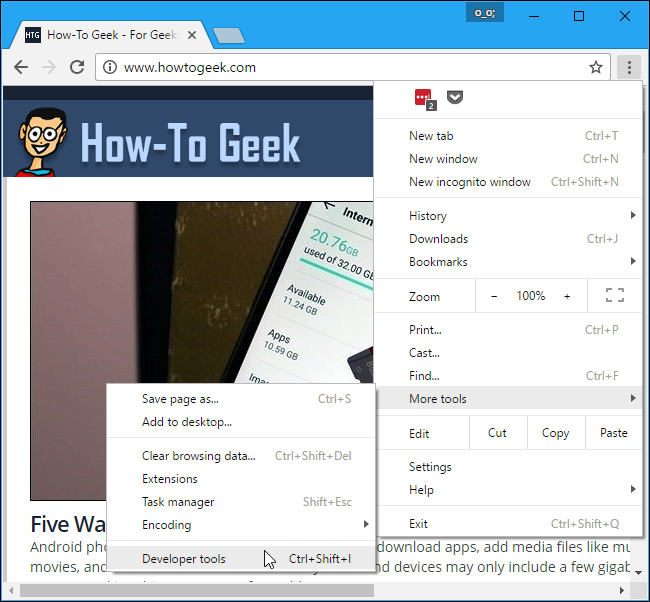 o_o;
HTG How-To Geek - For Geeks
www.howtogeek.com
2
How-To Geek
New tab Ctrl+T
New window Ctrl+N
New incognito window Ctrl+Shift+N
History
Downloads Ctrl+J
Bookmarks
Zoom − 100% +
Print... Ctrl+P
Cast...
Find... Ctrl+F
More tools
Edit Cut Copy Paste
Settings
Help
Exit Ctrl+Shift+Q
20.76GB
used of 32.00 GB
Available
11.24 GB
Apps
10.59 GB
Save page as... Ctrl+S
Add to desktop...
Clear browsing data... Ctrl+Shift+Del
Extensions
Task manager Shift+Esc
Encoding
Developer tools Ctrl+Shift+I
Five Wa
Android pho download apps, add media files like mu
movies, and nd devices may only include a few gigab